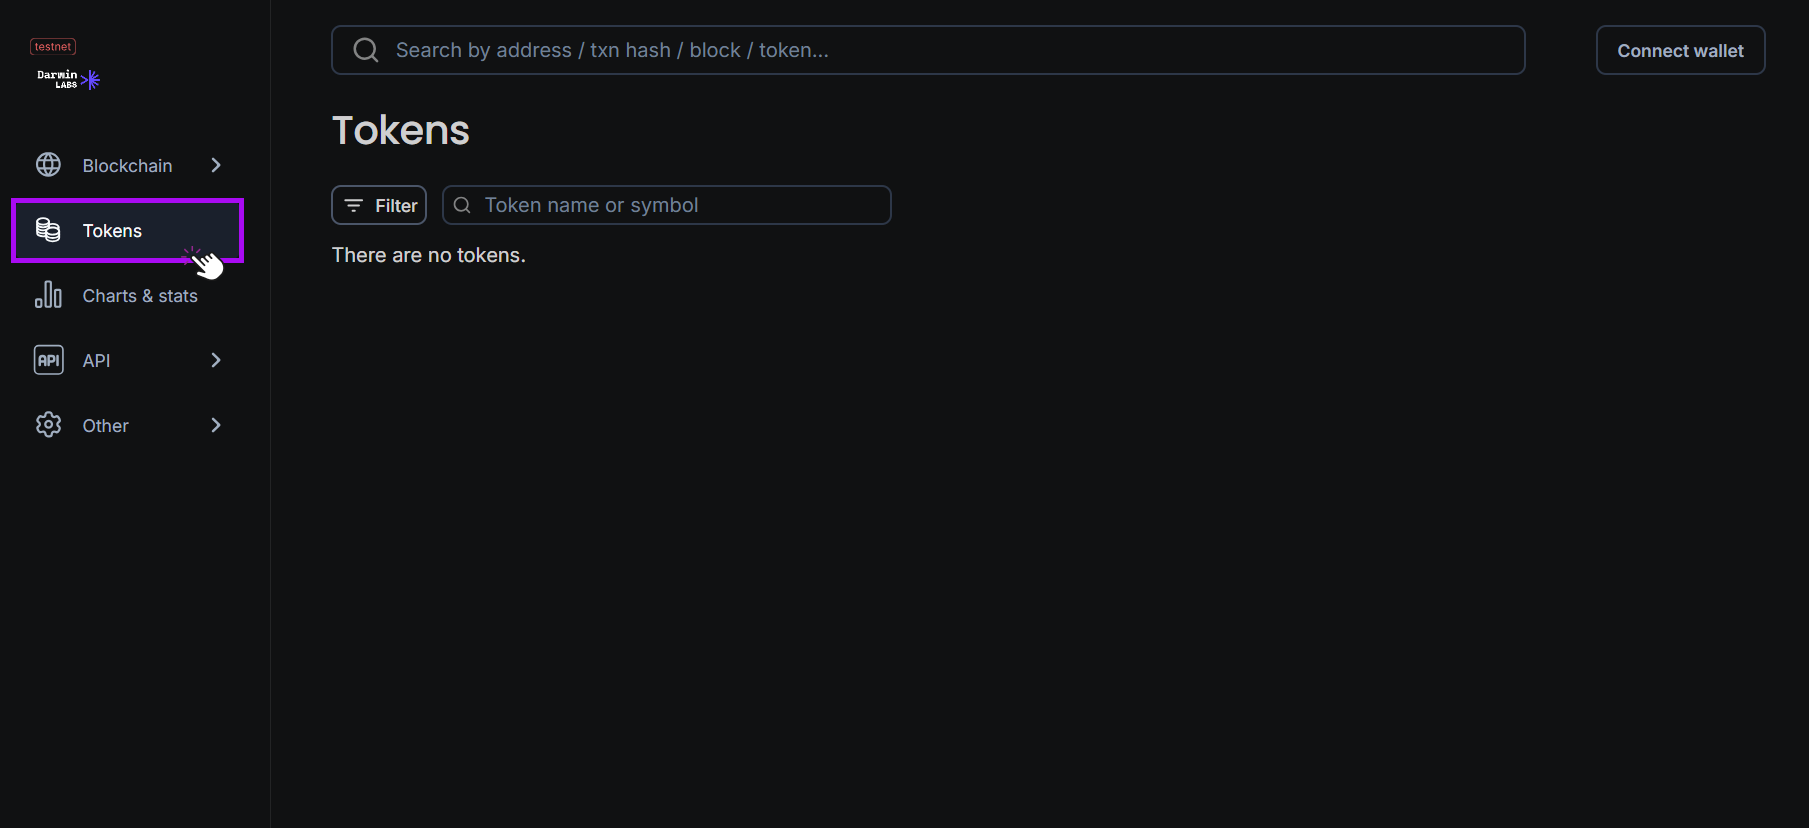 testnet
Darwin
LABS
Search by address / txn hash / block / token...
Connect wallet
Tokens
Blockchain
Tokens
Charts & stats
API
API
Other
Filter
Token name or symbol
There are no tokens.